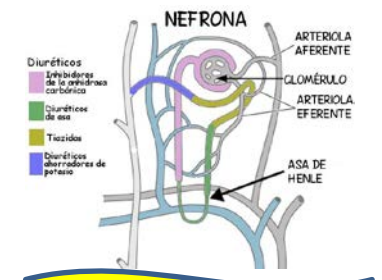 NEFRONA
ARTERIOLA
AFERENTE
GLOMÉRULO
ARTERIOLA
EFERENTE
ASA DE
HENLE
Diuréticos
Inhibidores
de la anhidrasa
carbónica
Diuréticos
de asa
Tiazidas
Diuréticos
ahorradores de
potasio